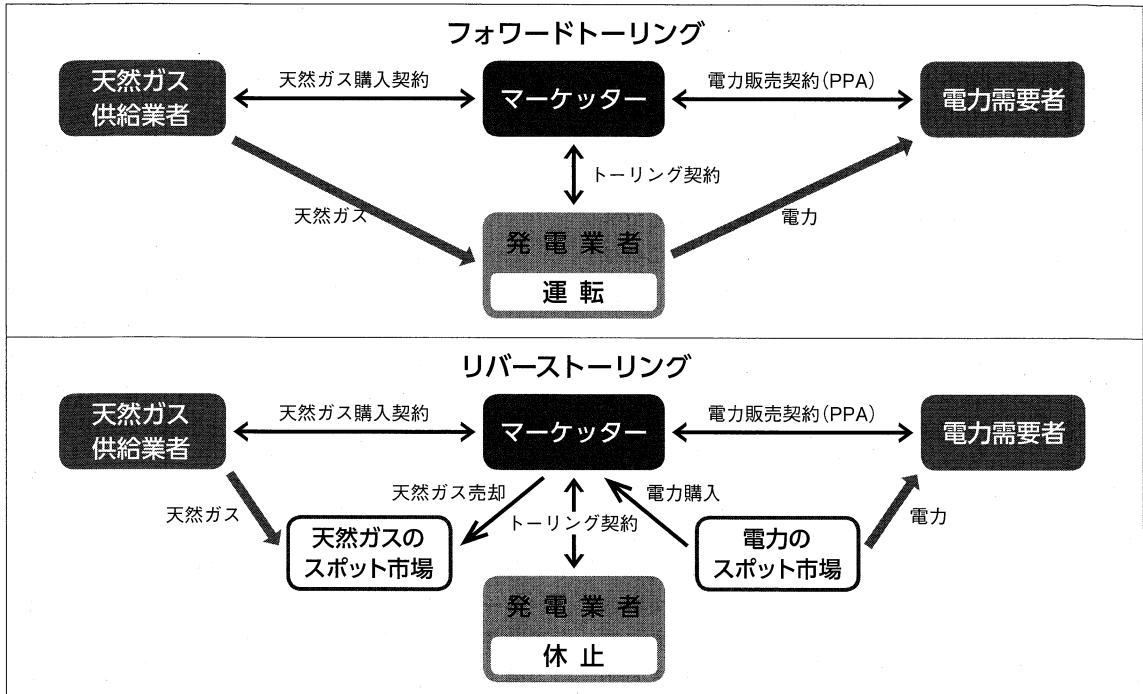 フォワードトーリング
天然ガス
供給業者
天然ガス購入契約
マーケッター
電力販売契約(PPA)
電力需要者
トーリング契約
天然ガス
電力
発電業者
運転
リバーストーリング
天然ガス
供給業者
天然ガス購入契約
マーケッター
電力販売契約(PPA)
電力需要者
天然ガス売却
電力購入
天然ガス
トーリング契約
電力
天然ガスの
スポット市場
電力の
スポット市場
発電業者
休止